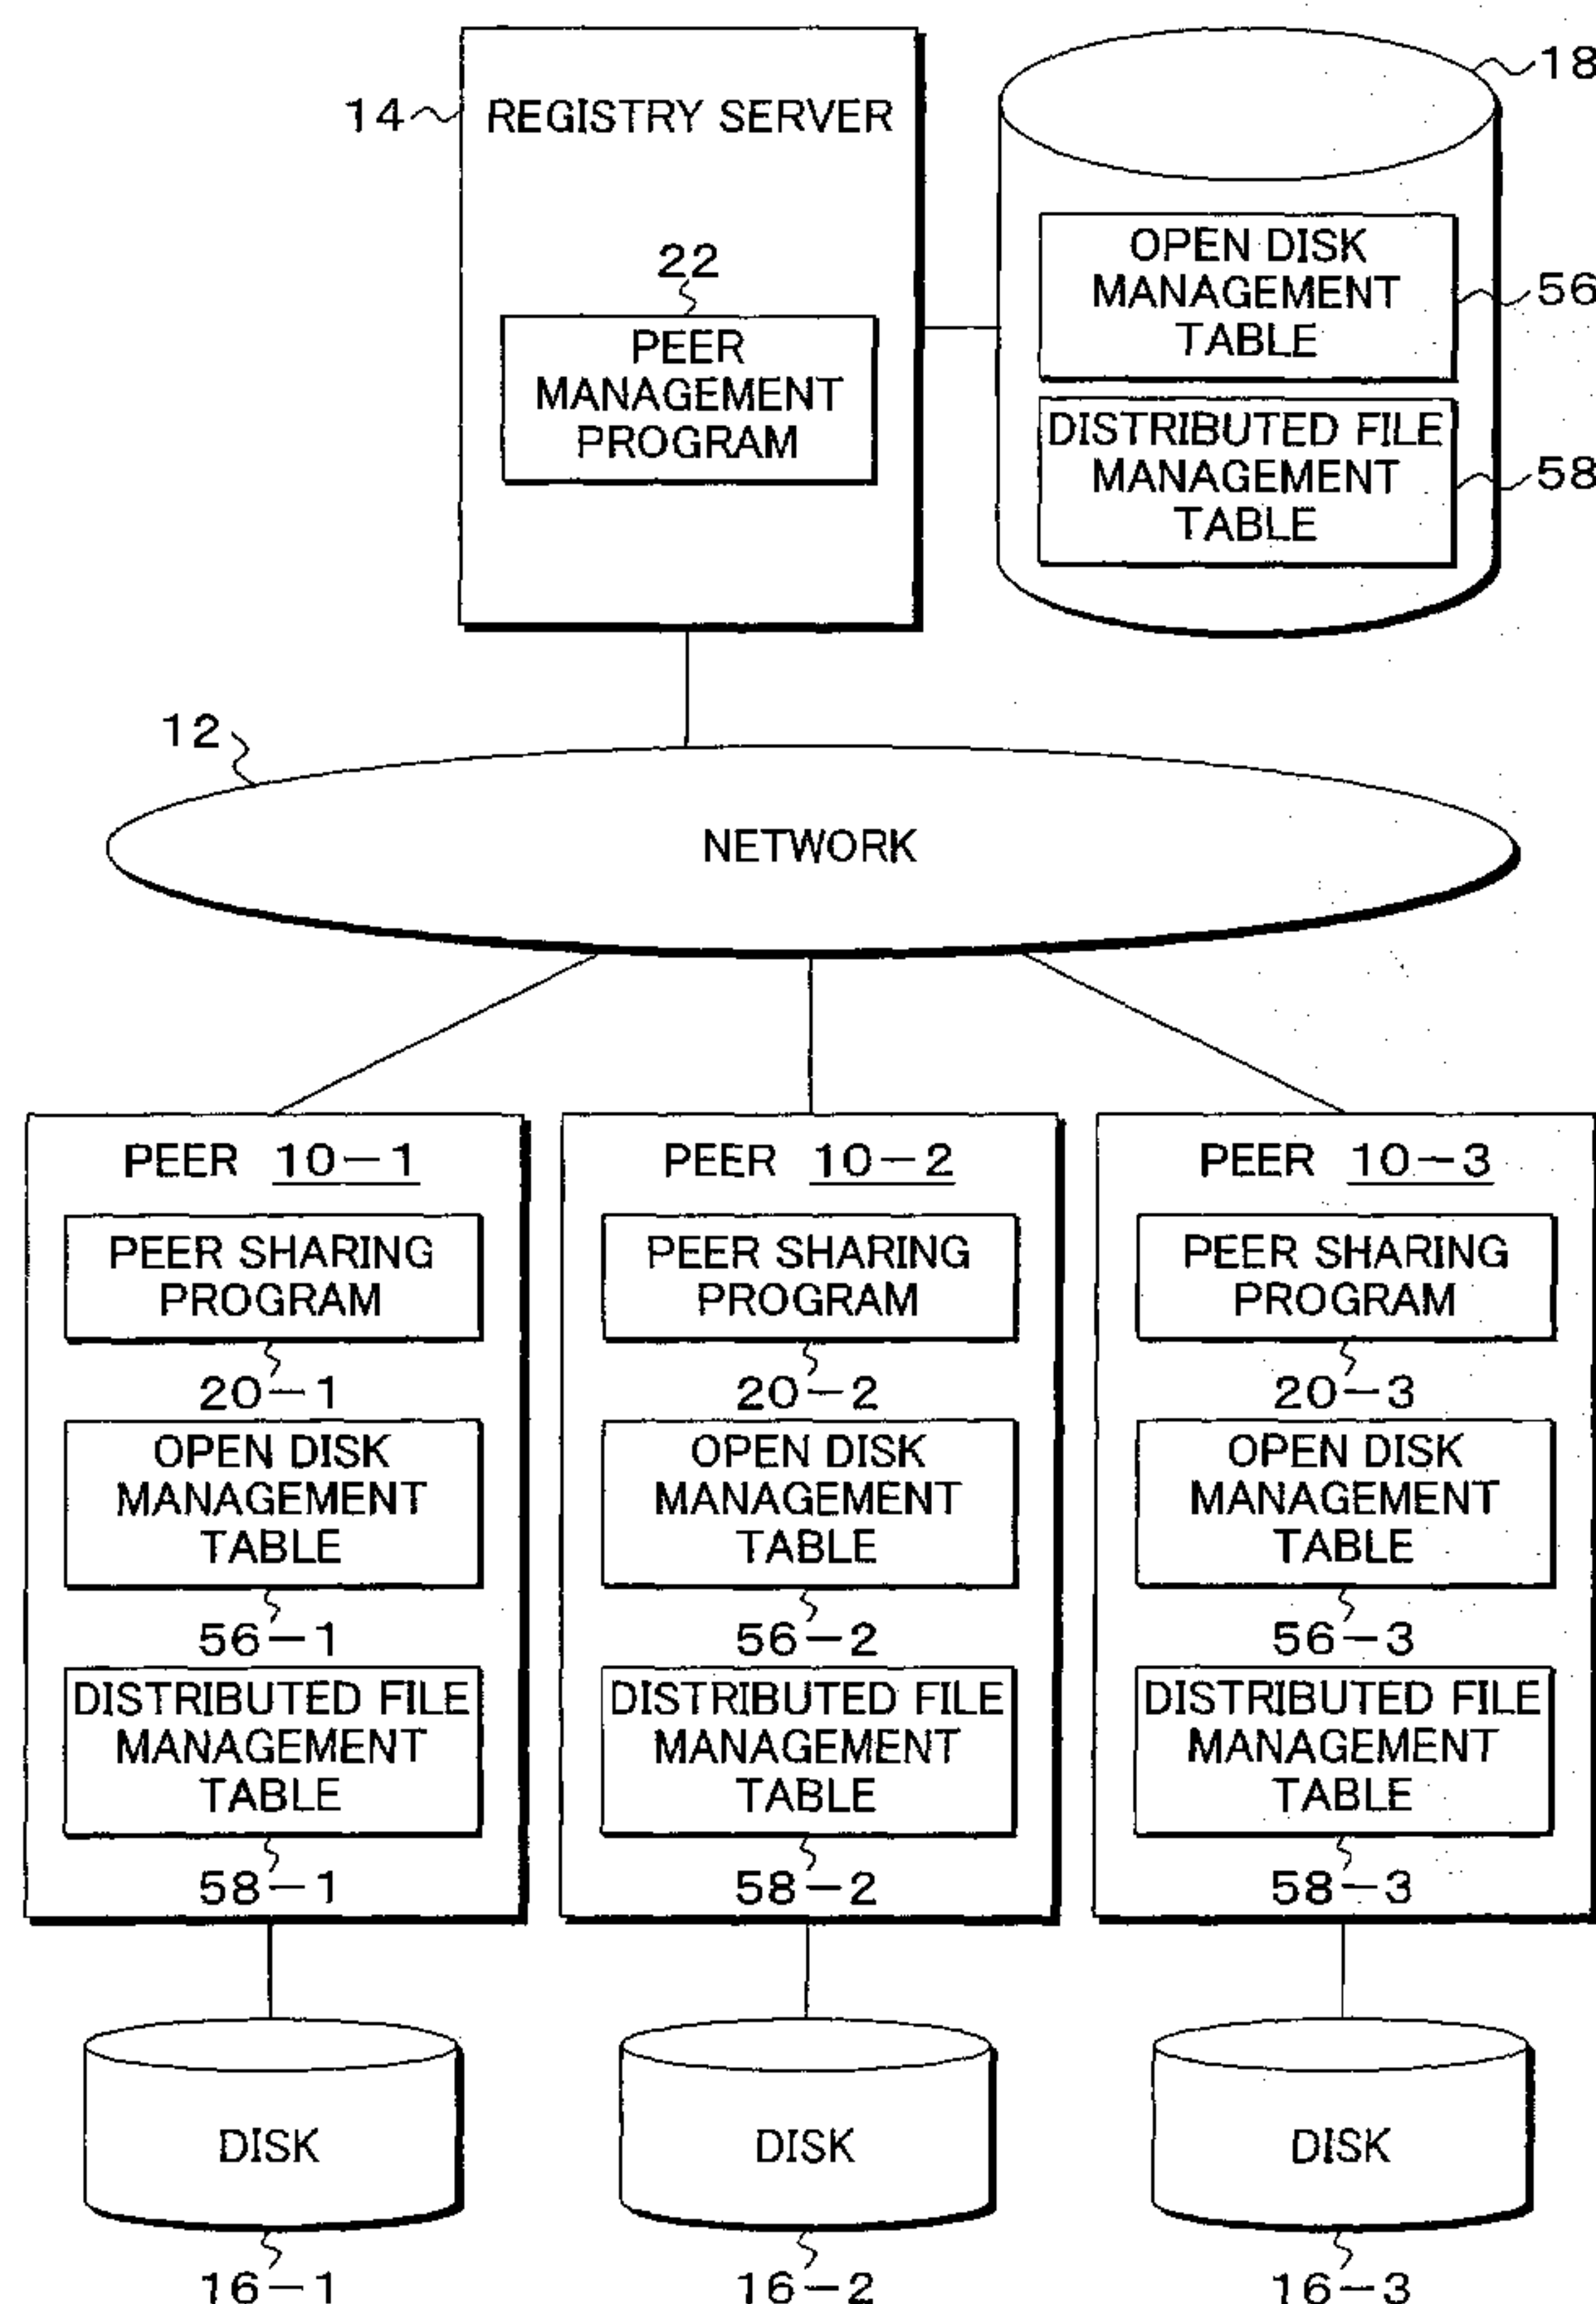 14
REGISTRY SERVER
22
PEER
MANAGEMENT
PROGRAM
18
OPEN DISK
MANAGEMENT
TABLE
56
DISTRIBUTED FILE
MANAGEMENT
TABLE
58
12
NETWORK
PEER 10-1
PEER SHARING
PROGRAM
20-1
OPEN DISK
MANAGEMENT
TABLE
56-1
DISTRIBUTED FILE
MANAGEMENT
TABLE
58-1
DISK
16-1
PEER 10-2
PEER SHARING
PROGRAM
20-2
OPEN DISK
MANAGEMENT
TABLE
56-2
DISTRIBUTED FILE
MANAGEMENT
TABLE
58-2
DISK
16-2
PEER 10-3
PEER SHARING
PROGRAM
20-3
OPEN DISK
MANAGEMENT
TABLE
56-3
DISTRIBUTED FILE
MANAGEMENT
TABLE
58-3
DISK
16-3